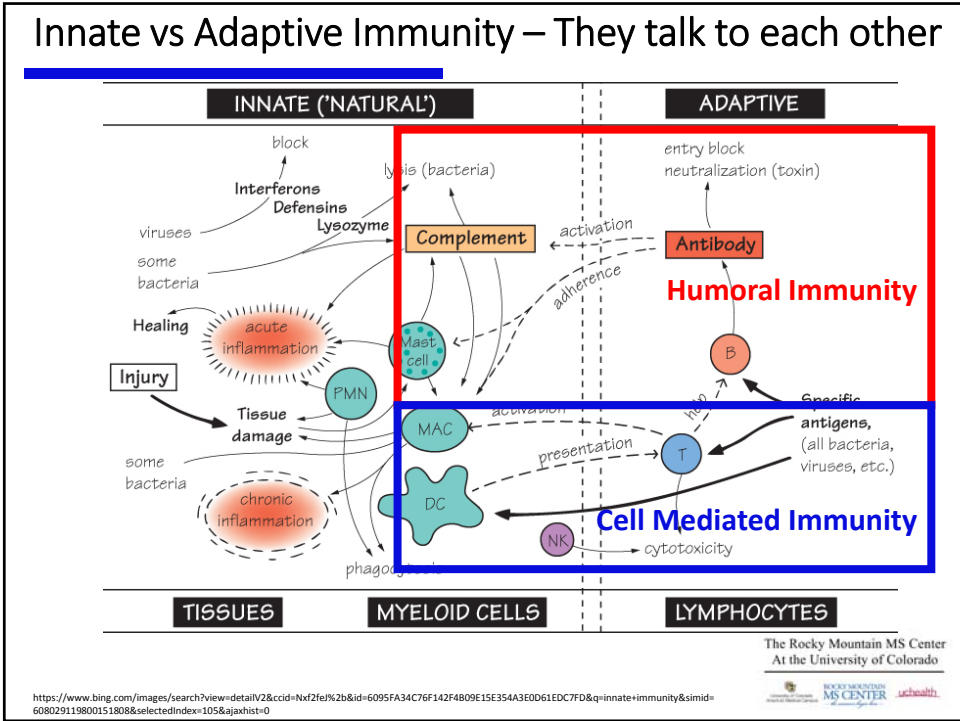 Innate vs Adaptive Immunity – They talk to each other
INNATE ('NATURAL')
ADAPTIVE
block
lysis (bacteria)
entry block
neutralization (toxin)
Interferons
Defensins
Lysozyme
viruses
some
bacteria
Complement
activation
Antibody
adherence
Humoral Immunity
Healing
acute
inflammation
Mast
cell
B
Injury
PMN
help
Specific
antigens,
(all bacteria,
viruses, etc.)
Tissue
damage
MAC
activation
presentation
T
some
bacteria
chronic
inflammation
DC
Cell Mediated Immunity
NK
cytotoxicity
phagocytosis
TISSUES
MYELOID CELLS
LYMPHOCYTES
The Rocky Mountain MS Center
At the University of Colorado
ROCKY MOUNTAIN
MS CENTER
uchealth
https://www.bing.com/images/search?view=detailV2&ccid=Nxf2feJ%2b&id=6095FA34C76F142F4B09E15E354A3E0D61EDC7FD&q=innate+immunity&simid=
608029119800151808&selectedIndex=105&ajaxhist=0